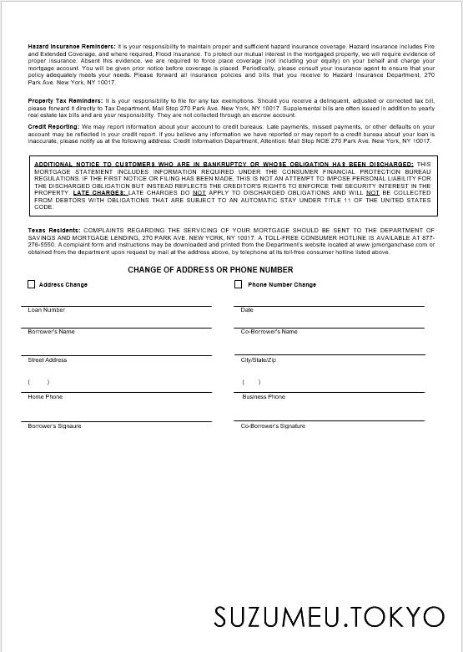 Hazard Insurance Reminders: It is your responsibility to maintain proper and sufficient hazard insurance coverage. Hazard insurance includes Fire
and Extended Coverage, and where required, Flood Insurance. To protect our mutual interest in the mortgaged property, we will require evidence of
proper insurance. Absent this evidence, we are required to force place coverage (not including your equity) on your behalf and charge your
mortgage account. You will be given prior notice before coverage is placed. Periodically, please consult your insurance agent to ensure that your
policy adequately meets your needs. Please forward all insurance policies and bills that you receive to Hazard Insurance Department, 270
Park Ave. New York, NY 10017.
Property Tax Reminders: It is your responsibility to file for any tax exemptions. Should you receive a delinquent, adjusted or corrected tax bill,
please forward it directly to Tax Department, Mail Stop 270 Park Ave. New York, NY 10017. Supplemental bills are often issued in addition to yearly
real estate tax bills and are your responsibility. They are not collected through an escrow account.
Credit Reporting: We may report information about your account to credit bureaus. Late payments, missed payments, or other defaults on your
account may be reflected in your credit report. If you believe any information we have reported or may report to a credit bureau about your loan is
inaccurate, please notify us at the following address: Credit Information Department, Attention: Mail Stop NOE 270 Park Ave. New York, NY 10017.
ADDITIONAL NOTICE TO CUSTOMERS WHO ARE IN BANKRUPTCY OR WHOSE OBLIGATION HAS BEEN DISCHARGED: THIS
MORTGAGE STATEMENT INCLUDES INFORMATION REQUIRED UNDER THE CONSUMER FINANCIAL PROTECTION BUREAU
REGULATIONS. IF THE FIRST NOTICE OR FILING HAS BEEN MADE, THIS IS NOT AN ATTEMPT TO IMPOSE PERSONAL LIABILITY FOR
THE DISCHARGED OBLIGATION BUT INSTEAD REFLECTS THE CREDITOR'S RIGHTS TO ENFORCE THE SECURITY INTEREST IN THE
PROPERTY. LATE CHARGES: LATE CHARGES DO NOT APPLY TO DISCHARGED OBLIGATIONS AND WILL NOT BE COLLECTED
FROM DEBTORS WITH OBLIGATIONS THAT ARE SUBJECT TO AN AUTOMATIC STAY UNDER TITLE 11 OF THE UNITED STATES
CODE.
Texas Residents: COMPLAINTS REGARDING THE SERVICING OF YOUR MORTGAGE SHOULD BE SENT TO THE DEPARTMENT OF
SAVINGS AND MORTGAGE LENDING, 270 PARK AVE. NEW YORK, NY 10017. A TOLL-FREE CONSUMER HOTLINE IS AVAILABLE AT 877-
276-5550. A complaint form and instructions may be downloaded and printed from the Department's website located at www.jpmorganchase.com or
obtained from the department upon request by mail at the address above, by telephone at its toll-free consumer hotline listed above.
CHANGE OF ADDRESS OR PHONE NUMBER
Address Change Phone Number Change
Loan Number Date
Borrower's Name Co-Borrower's Name
Street Address City/State/Zip
( ) ( )
Home Phone Business Phone
Borrower's Signaure Co-Borrower's Signature
SUZUMEU.TOKYO